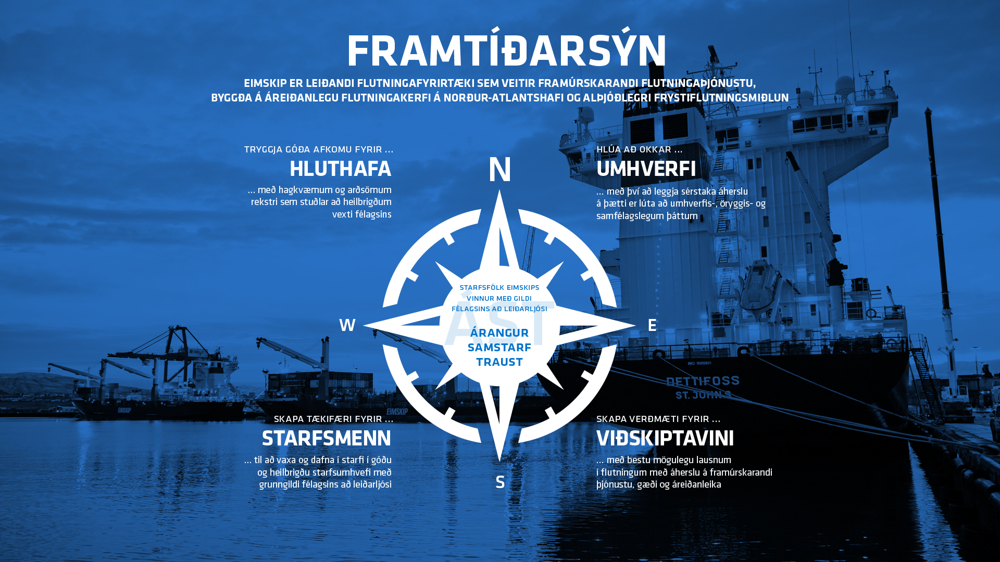 FRAMTÍÐARSÝN
EIMSKIP ER LEIÐANDI FLUTNINGAFYRIRTÆKI SEM VEITIR FRAMÚRSKARANDI FLUTNINGAÞJÓNUSTU,
BYGGÐA Á ÁREIÐANLEGU FLUTNINGAKERFI Á NORÐUR-ATLANTSHAFI OG ALÞJÓÐLEGRI FRYSTIFLUTNINGSMIÐLUN
TRYGGJA GÓÐA AFKOMU FYRIR ...
HLUTHAFA
... með hagkvæmum og arðsömum
rekstri sem stuðlar að heilbrigðum
vexti félagsins
HLÚA AÐ OKKAR ...
UMHVERFI
... með því að leggja sérstaka áherslu
á þætti er lúta að umhverfis-, öryggis- og
samfélagslegum þáttum
N
W
E
S
STARFSFÓLK EIMSKIPS
VINNUR MEÐ GILDI
FÉLAGSINS AÐ LEIÐARLJÓSI
ÁST
ÁRANGUR
SAMSTARF
TRAUST
IMO 9086801
DETTIFOSS
ST. JOHN'S
EIMSKIP
EIMSKIP
SKAPA TÆKIFÆRI FYRIR ...
STARFSMENN
... til að vaxa og dafna í starfi í góðu
og heilbrigðu starfsumhvefi með
grunngildi félagsins að leiðarljósi
SKAPA VERÐMÆTI FYRIR ...
VIÐSKIPTAVINI
... með bestu mögulegu lausnum
í flutningum með áherslu á framúrskarandi
þjónustu, gæði og áreiðanleika